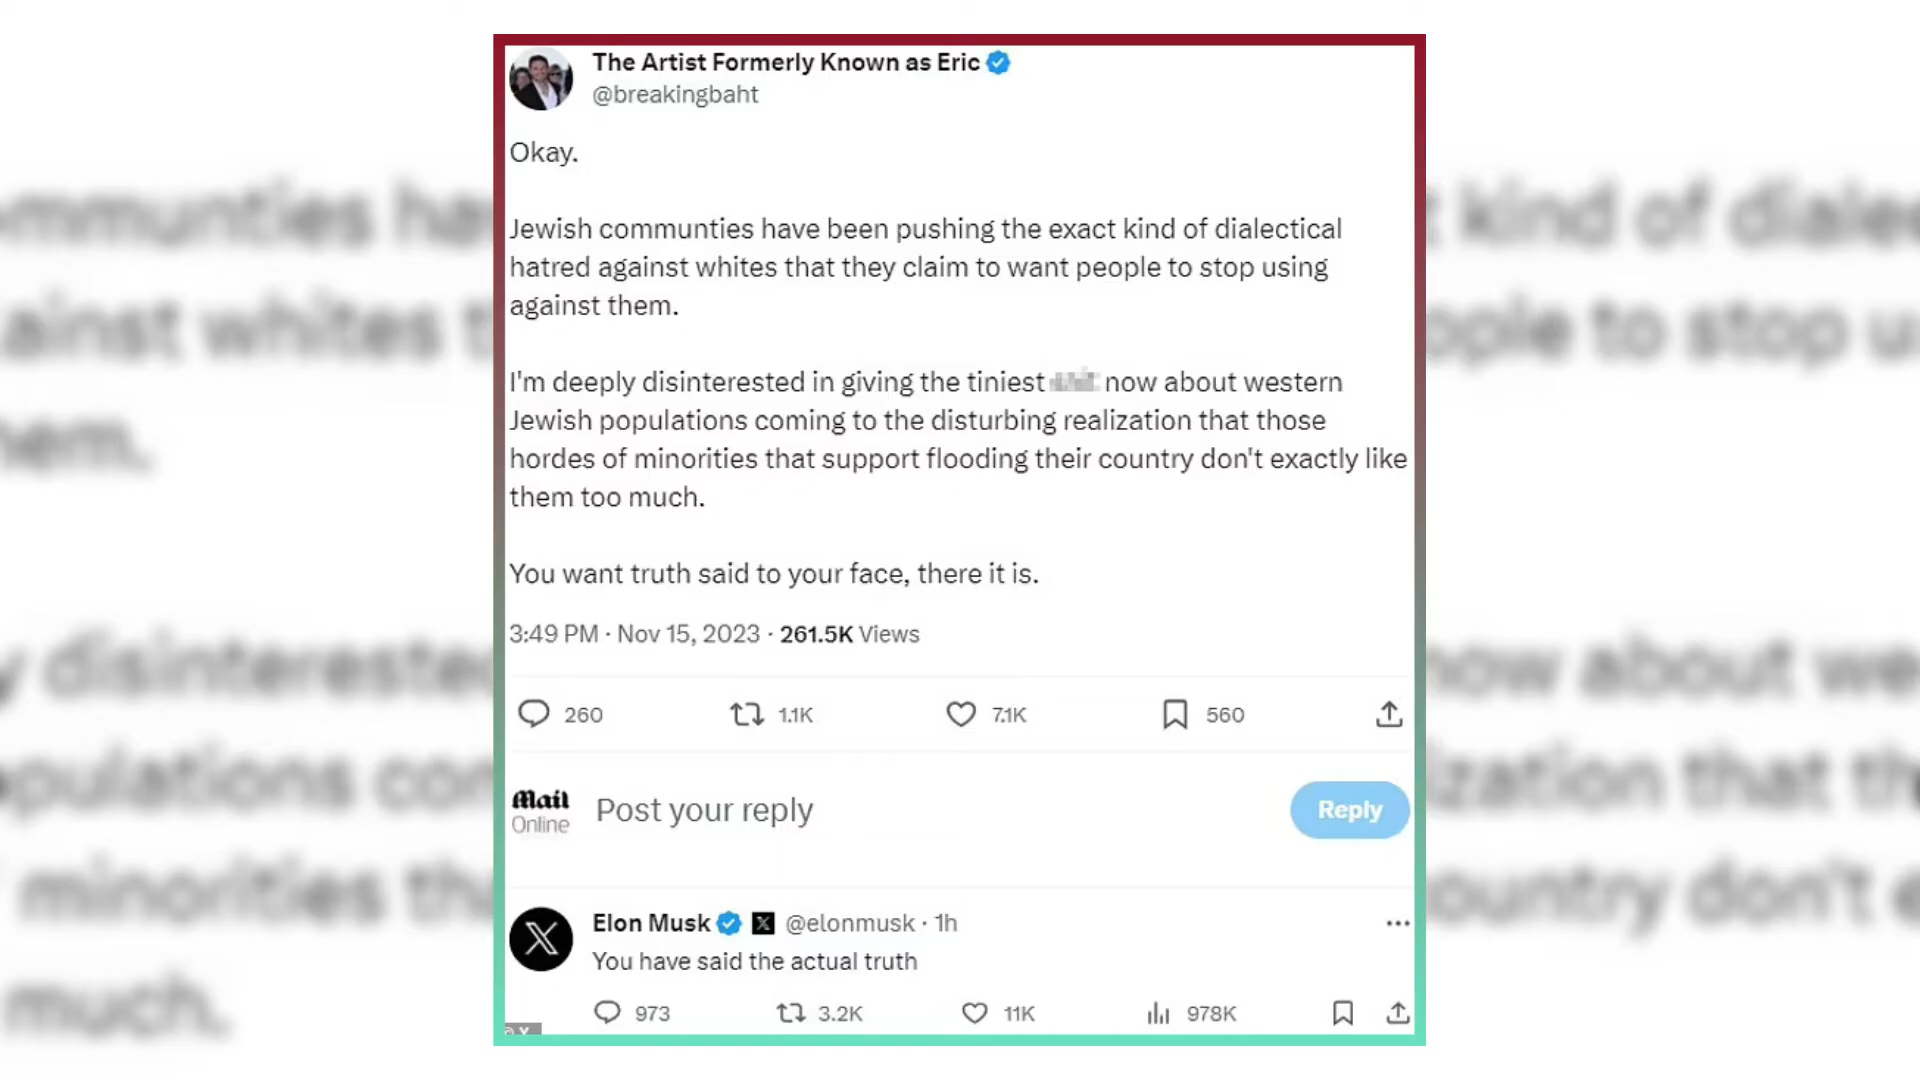 The Artist Formerly Known as Eric
@breakingbaht
Okay.
Jewish communties have been pushing the exact kind of dialectical
hatred against whites that they claim to want people to stop using
against them.
I'm deeply disinterested in giving the tiniest now about western
Jewish populations coming to the disturbing realization that those
hordes of minorities that support flooding their country don't exactly like
them too much.
You want truth said to your face, there it is.
3:49 PM · Nov 15, 2023 · 261.5K Views
260 1.1K 7.1K 560
Mail
Online
Post your reply
Reply
Elon Musk X @elonmusk · 1h
You have said the actual truth
973 3.2K 11K 978K